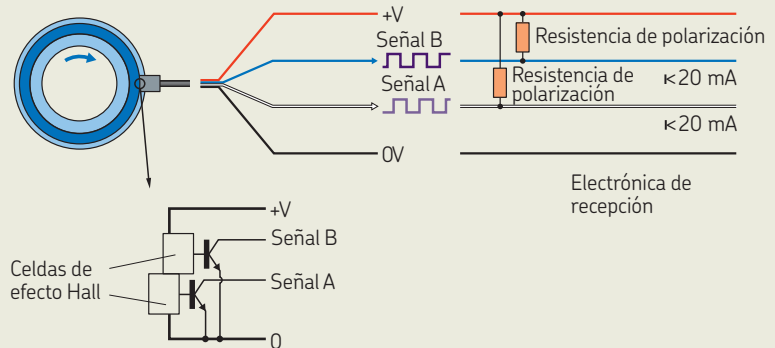 +V
Señal B
Resistencia de polarización
Señal A
Resistencia de
polarización
I<20 mA
I<20 mA
0V
Electrónica de
recepción
+V
Señal B
Celdas de
efecto Hall
Señal A
0